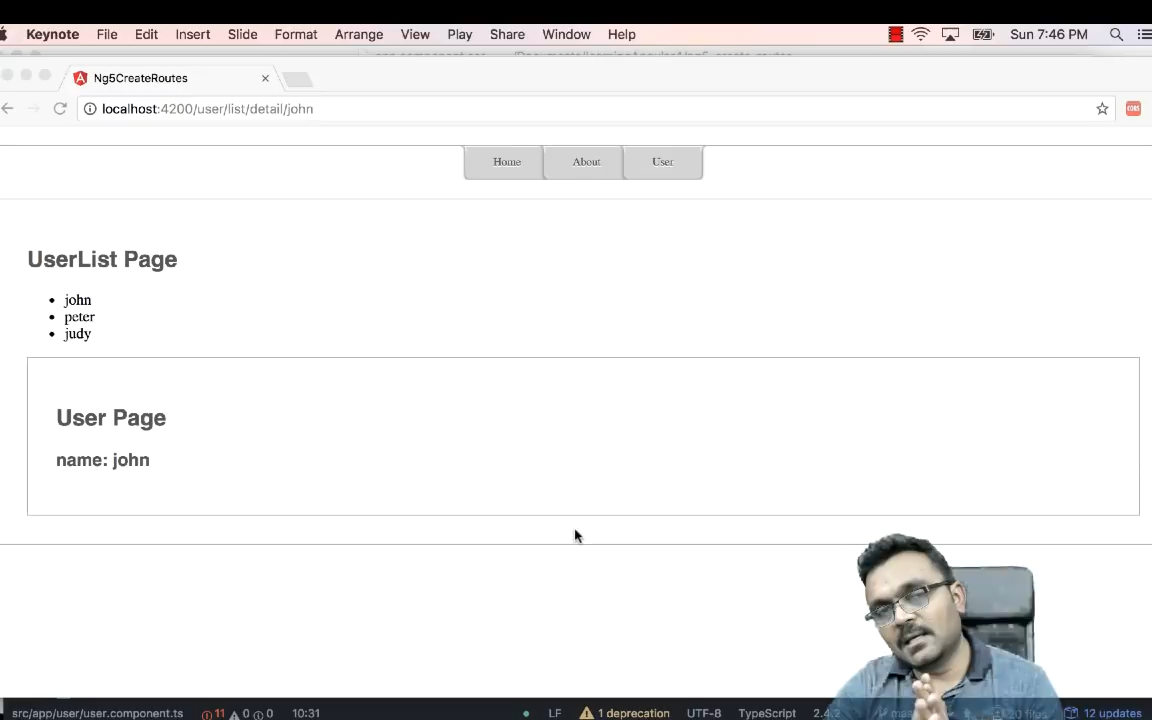 Keynote File Edit Insert Slide Format Arrange View Play Share Window Help Sun 7:46 PM
Ng5CreateRoutes
localhost:4200/user/list/detail/john
Home About User
UserList Page
john
peter
judy
User Page
name: john
src/app/user/user.component.ts 11 0 0 10:31 LF 1 deprecation UTF-8 TypeScript 12 updates